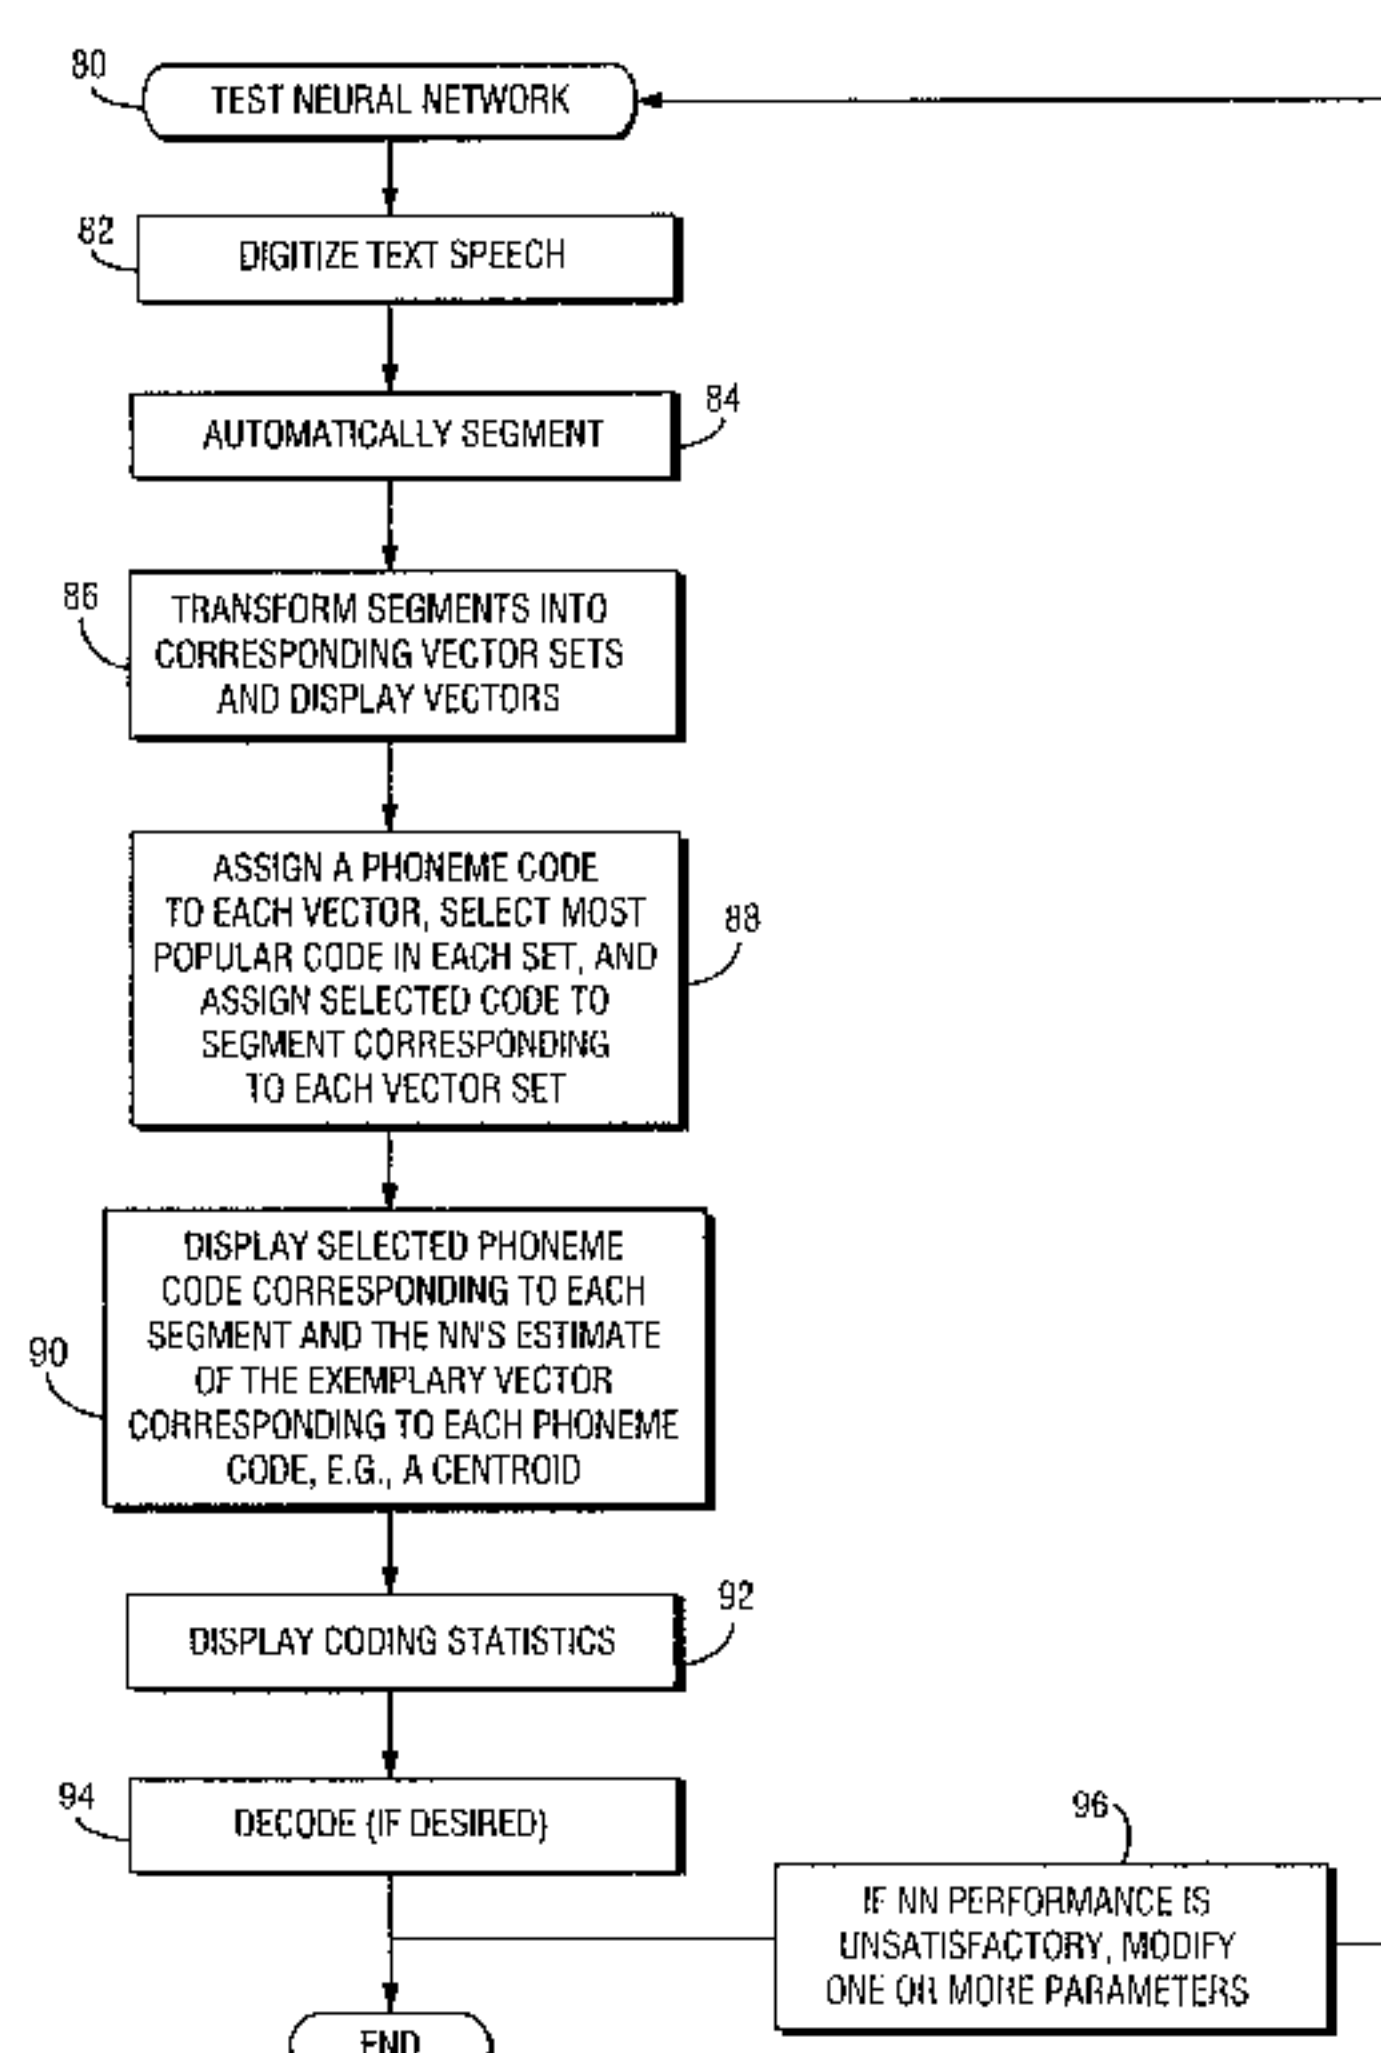 80
TEST NEURAL NETWORK
82
DIGITIZE TEXT SPEECH
84
AUTOMATICALLY SEGMENT
86
TRANSFORM SEGMENTS INTO
CORRESPONDING VECTOR SETS
AND DISPLAY VECTORS
88
ASSIGN A PHONEME CODE
TO EACH VECTOR, SELECT MOST
POPULAR CODE IN EACH SET, AND
ASSIGN SELECTED CODE TO
SEGMENT CORRESPONDING
TO EACH VECTOR SET
90
DISPLAY SELECTED PHONEME
CODE CORRESPONDING TO EACH
SEGMENT AND THE NN'S ESTIMATE
OF THE EXEMPLARY VECTOR
CORRESPONDING TO EACH PHONEME
CODE, E.G., A CENTROID
92
DISPLAY CODING STATISTICS
94
DECODE (IF DESIRED)
96
IF NN PERFORMANCE IS
UNSATISFACTORY, MODIFY
ONE OR MORE PARAMETERS
END